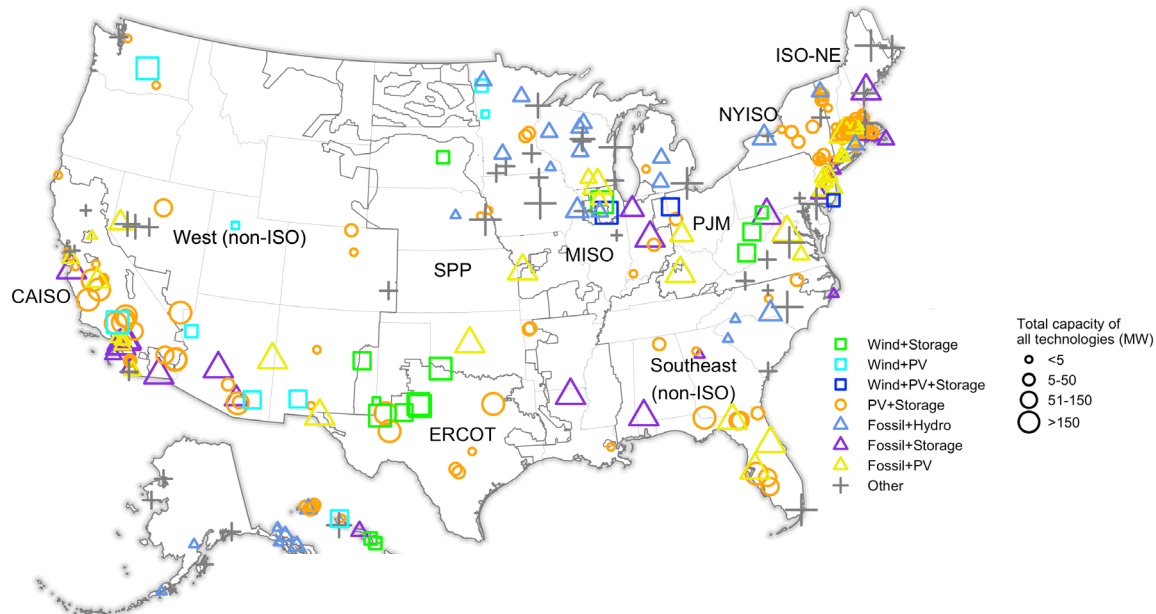 ISO-NE
NYISO
West (non-ISO)
PJM
MISO
SPP
CAISO
Southeast
(non-ISO)
ERCOT
Wind+Storage
Wind+PV
Wind+PV+Storage
PV+Storage
Fossil+Hydro
Fossil+Storage
Fossil+PV
Other
Total capacity of
all technologies (MW)
<5
5-50
51-150
>150